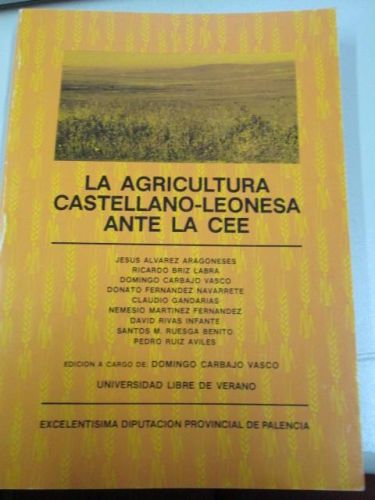 LA AGRICULTURA
CASTELLANO-LEONESA
ANTE LA CEE
JESUS ALVAREZ ARAGONESES
RICARDO BRIZ LABRA
DOMINGO CARBAJO VASCO
DONATO FERNANDEZ NAVARRETE
CLAUDIO GANDARIAS
NEMESIO MARTINEZ FERNANDEZ
DAVID RIVAS INFANTE
SANTOS M. RUESGA BENITO
PEDRO RUIZ AVILES
EDICION A CARGO DE: DOMINGO CARBAJO VASCO
UNIVERSIDAD LIBRE DE VERANO
EXCELENTISIMA DIPUTACION PROVINCIAL DE PALENCIA